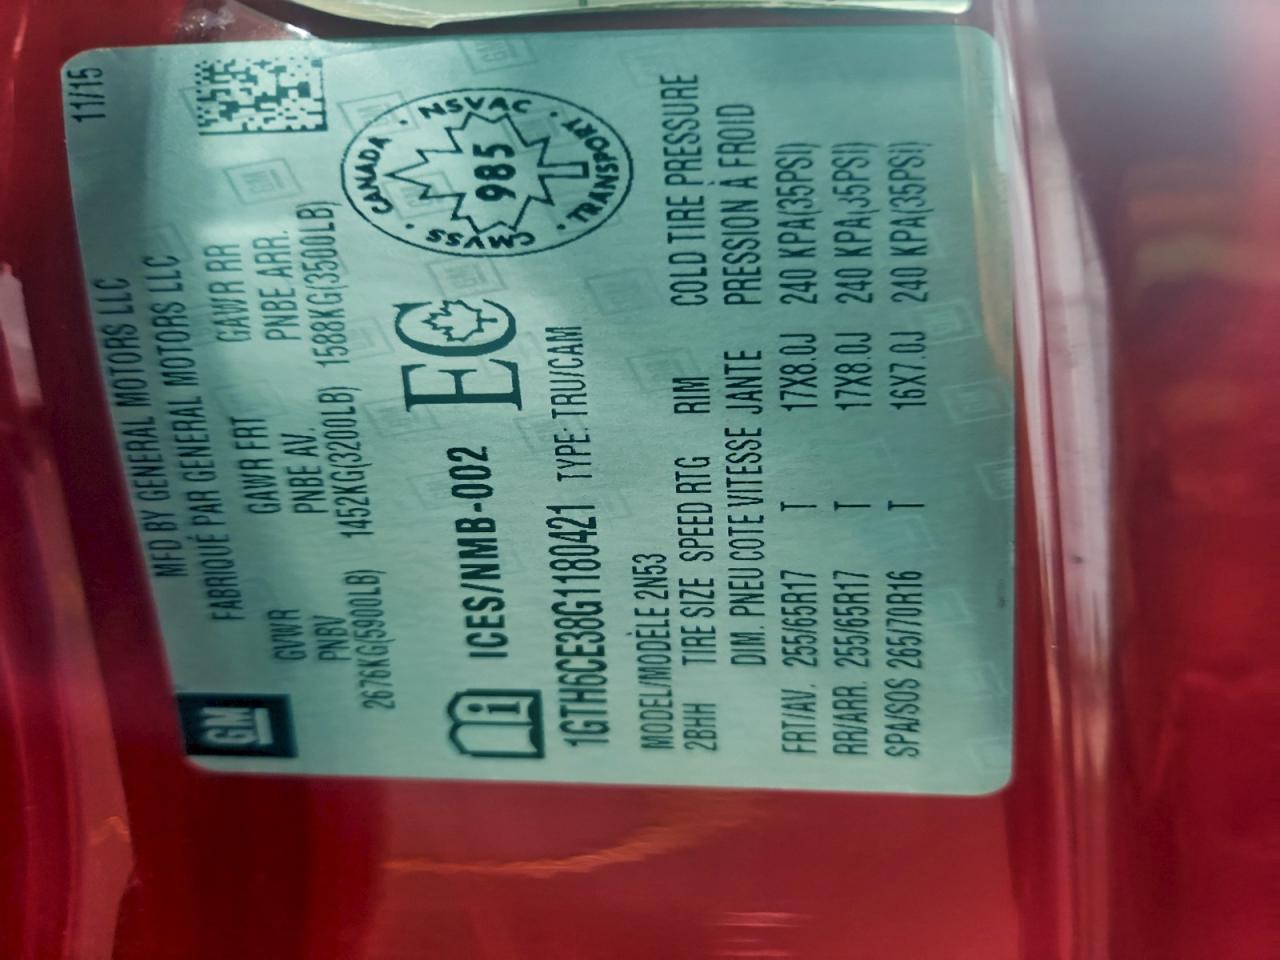 11/15
MFD BY GENERAL MOTORS LLC
FABRIQUÉ PAR GENERAL MOTORS LLC
GM
GVWR GAWR FRT GAWR RR
PNBV PNBE AV. PNBE ARR.
2676KG(5900LB) 1452KG(3200LB) 1588KG(3500LB)
CANADA · NSVAC · TRANSPORT · CMVSS ·
985
i ICES/NMB-002 EC
1GTH6CE38G1180421 TYPE: TRU/CAM
MODEL/MODÈLE 2N53
2BHH TIRE SIZE SPEED RTG RIM COLD TIRE PRESSURE
DIM. PNEU COTE VITESSE JANTE PRESSION À FROID
FRT/AV. 255/65R17 T 17X8.0J 240 KPA(35PSI)
RR/ARR. 255/65R17 T 17X8.0J 240 KPA(35PSI)
SPA/SOS 265/70R16 T 16X7.0J 240 KPA(35PSI)